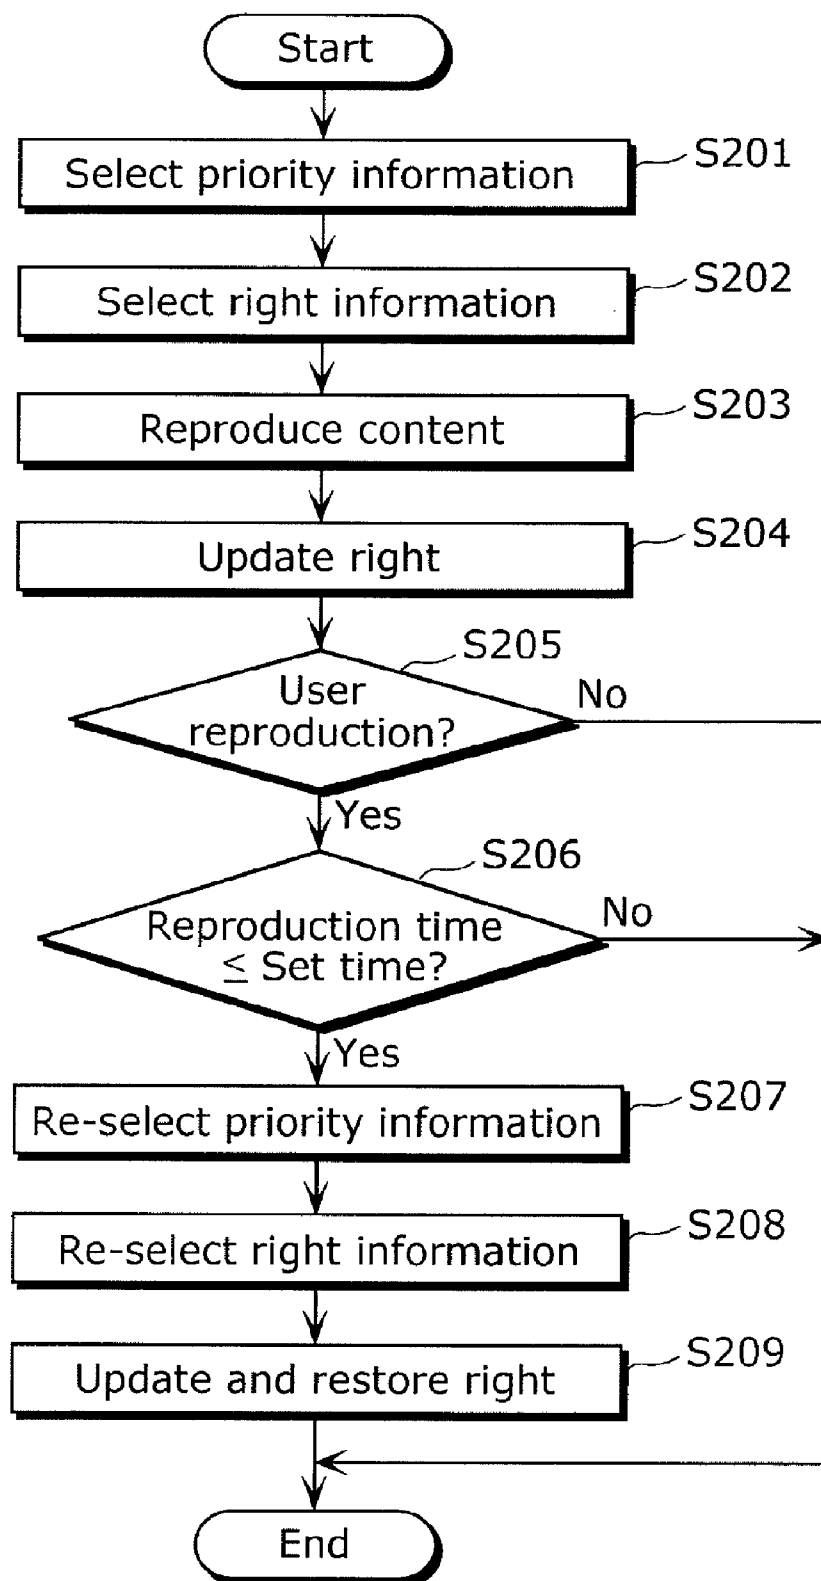 Start
Select priority information
S201
Select right information
S202
Reproduce content
S203
Update right
S204
S205
User
reproduction?
No
Yes
S206
Reproduction time
≤ Set time?
No
Yes
Re-select priority information
S207
Re-select right information
S208
Update and restore right
S209
End